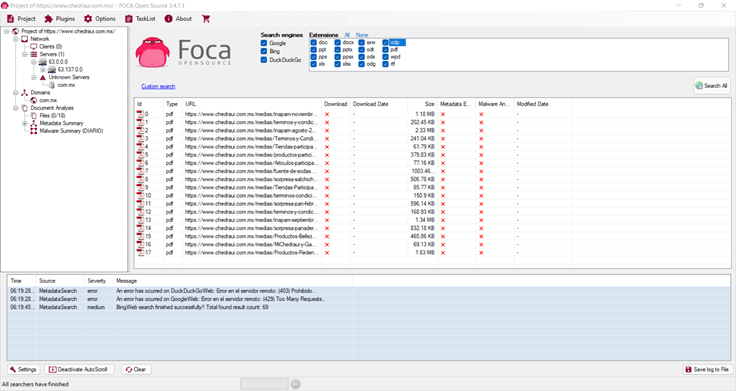 Project of https://www.chedraui.com.mx/ - FOCA Open Source 3.4.7.1
Project Plugins Options TaskList About
Project of https://www.chedraui.com.mx/
Network
Clients (0)
Servers (1)
63.0.0.0
63.137.0.0
Unknown Servers
com.mx
Domains
com.mx
Document Analysis
Files (0/18)
Metadata Summary
Malware Summary (DIARIO)
Foca
OPEN SOURCE
Search engines
Google
Bing
DuckDuckGo
Extensions All None
doc docx sxw odp
ppt pptx odt pdf
pps ppsx ods wpd
xls xlsx odg rtf
Custom search
Search All
Id Type URL Download Download Date Size Metadata E... Malware An... Modified Date
0 pdf https://www.chedraui.com.mx/medias/Inapam-noviembr... - 1.18 MB -
1 pdf https://www.chedraui.com.mx/medias/terminos-y-condic... - 202.45 KB -
2 pdf https://www.chedraui.com.mx/medias/Inapam-agosto-2... - 2.33 MB -
3 pdf https://www.chedraui.com.mx/medias/Terminos-y-Condi... - 241.04 KB -
4 pdf https://www.chedraui.com.mx/medias/Tiendas-participa... - 61.79 KB -
5 pdf https://www.chedraui.com.mx/medias/productos-partici... - 379.83 KB -
6 pdf https://www.chedraui.com.mx/medias/Articulos-participa... - 77.16 KB -
7 pdf https://www.chedraui.com.mx/medias/fuente-de-sodas.... - 1003.46... -
8 pdf https://www.chedraui.com.mx/medias/sorpresa-salchich... - 506.78 KB -
9 pdf https://www.chedraui.com.mx/medias/Tiendas-Participa... - 85.77 KB -
10 pdf https://www.chedraui.com.mx/medias/terminos-condici... - 150.9 KB -
11 pdf https://www.chedraui.com.mx/medias/sorpresa-pan-febr... - 596.14 KB -
12 pdf https://www.chedraui.com.mx/medias/terminos-y-condic... - 168.93 KB -
13 pdf https://www.chedraui.com.mx/medias/Inapam-septiembr... - 1.34 MB -
14 pdf https://www.chedraui.com.mx/medias/sorpresa-panader... - 832.18 KB -
15 pdf https://www.chedraui.com.mx/medias/Productos-Bellez... - 465.86 KB -
16 pdf https://www.chedraui.com.mx/medias/MiChedraui-y-Ga... - 69.13 KB -
17 pdf https://www.chedraui.com.mx/medias/Productos-Reden... - 1.63 MB -
Time Source Severity Message
06:19:28... MetadataSearch error An error has ocurred on DuckDuckGoWeb: Error en el servidor remoto: (403) Prohibido..
06:19:28... MetadataSearch error An error has ocurred on GoogleWeb: Error en el servidor remoto: (429) Too Many Requests..
06:19:45... MetadataSearch medium BingWeb search finished successfully!! Total found result count: 69
Settings Deactivate AutoScroll Clear Save log to File
All searchers have finished